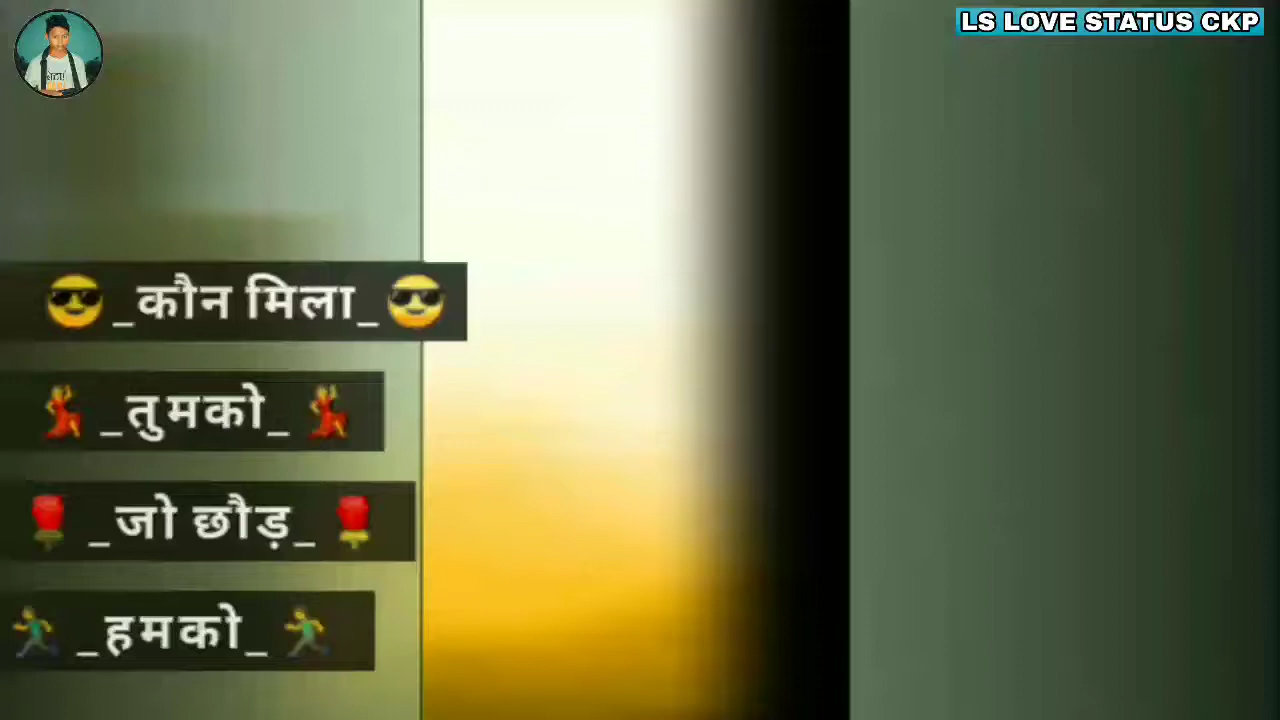 LS LOVE STATUS CKP
😎 _कौन मिला_ 😎
💃 _तुमको_ 💃
🌹 _जो छौड़_ 🌹
🏃‍♂️ _हमको_ 🏃‍♂️